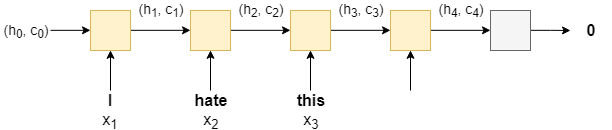 (h₀, c₀) (h₁, c₁) (h₂, c₂) (h₃, c₃) (h₄, c₄) 0
I hate this
x₁ x₂ x₃